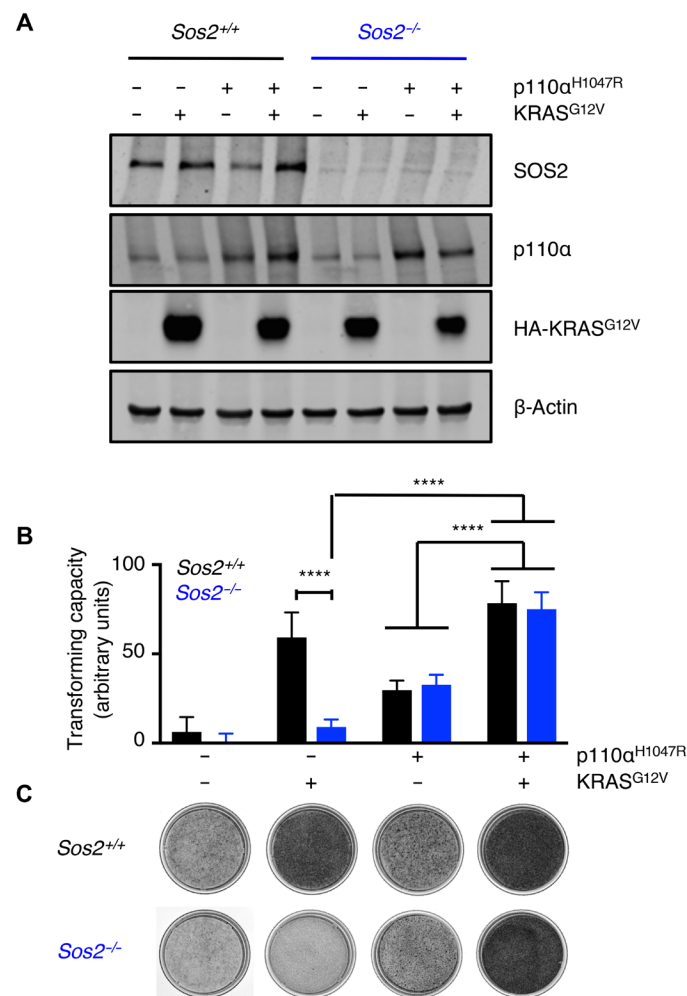 A
Sos2+/+ Sos2−/−
− − + + − − + + p110αH1047R
− + − + − + − + KRASG12V
SOS2
p110α
HA-KRASG12V
β-Actin
B
****
****
****
100
50
0
Transforming capacity
(arbitrary units)
Sos2+/+
Sos2−/−
− − + + p110αH1047R
− + − + KRASG12V
C
Sos2+/+
Sos2−/−